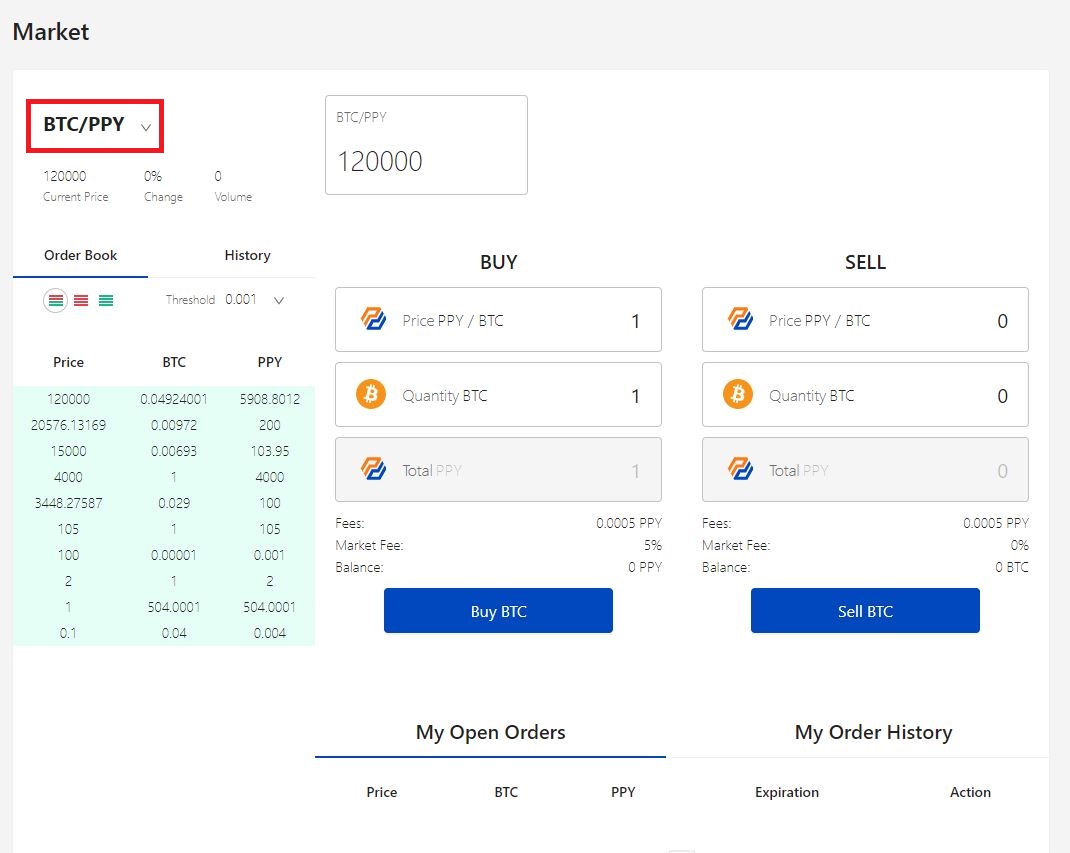 Market
BTC/PPY
120000 0% 0
Current Price Change Volume
BTC/PPY
120000
Order Book History
Threshold 0.001
Price BTC PPY
120000 0.04924001 5908.8012
20576.13169 0.00972 200
15000 0.00693 103.95
4000 1 4000
3448.27587 0.029 100
105 1 105
100 0.00001 0.001
2 1 2
1 504.0001 504.0001
0.1 0.04 0.004
BUY
Price PPY / BTC 1
Quantity BTC 1
Total PPY 1
Fees: 0.0005 PPY
Market Fee: 5%
Balance: 0 PPY
Buy BTC
SELL
Price PPY / BTC 0
Quantity BTC 0
Total PPY 0
Fees: 0.0005 PPY
Market Fee: 0%
Balance: 0 BTC
Sell BTC
My Open Orders My Order History
Price BTC PPY Expiration Action